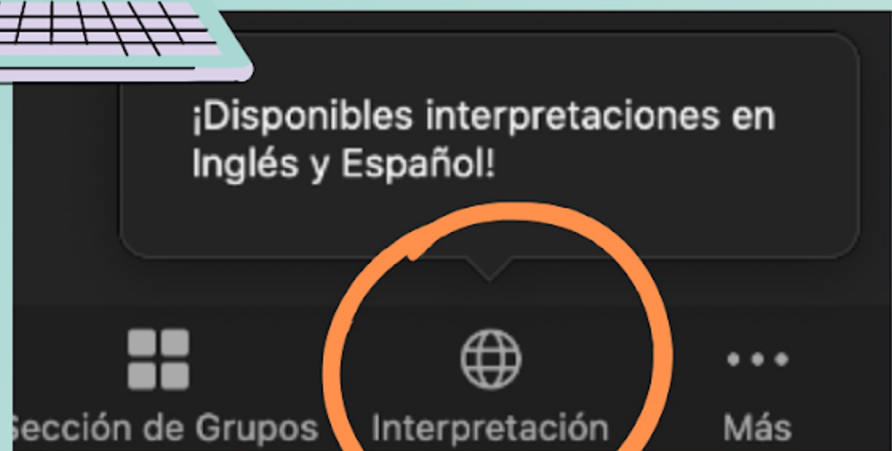 ¡Disponibles interpretaciones en
Inglés y Español!
ección de Grupos
Interpretación
Más